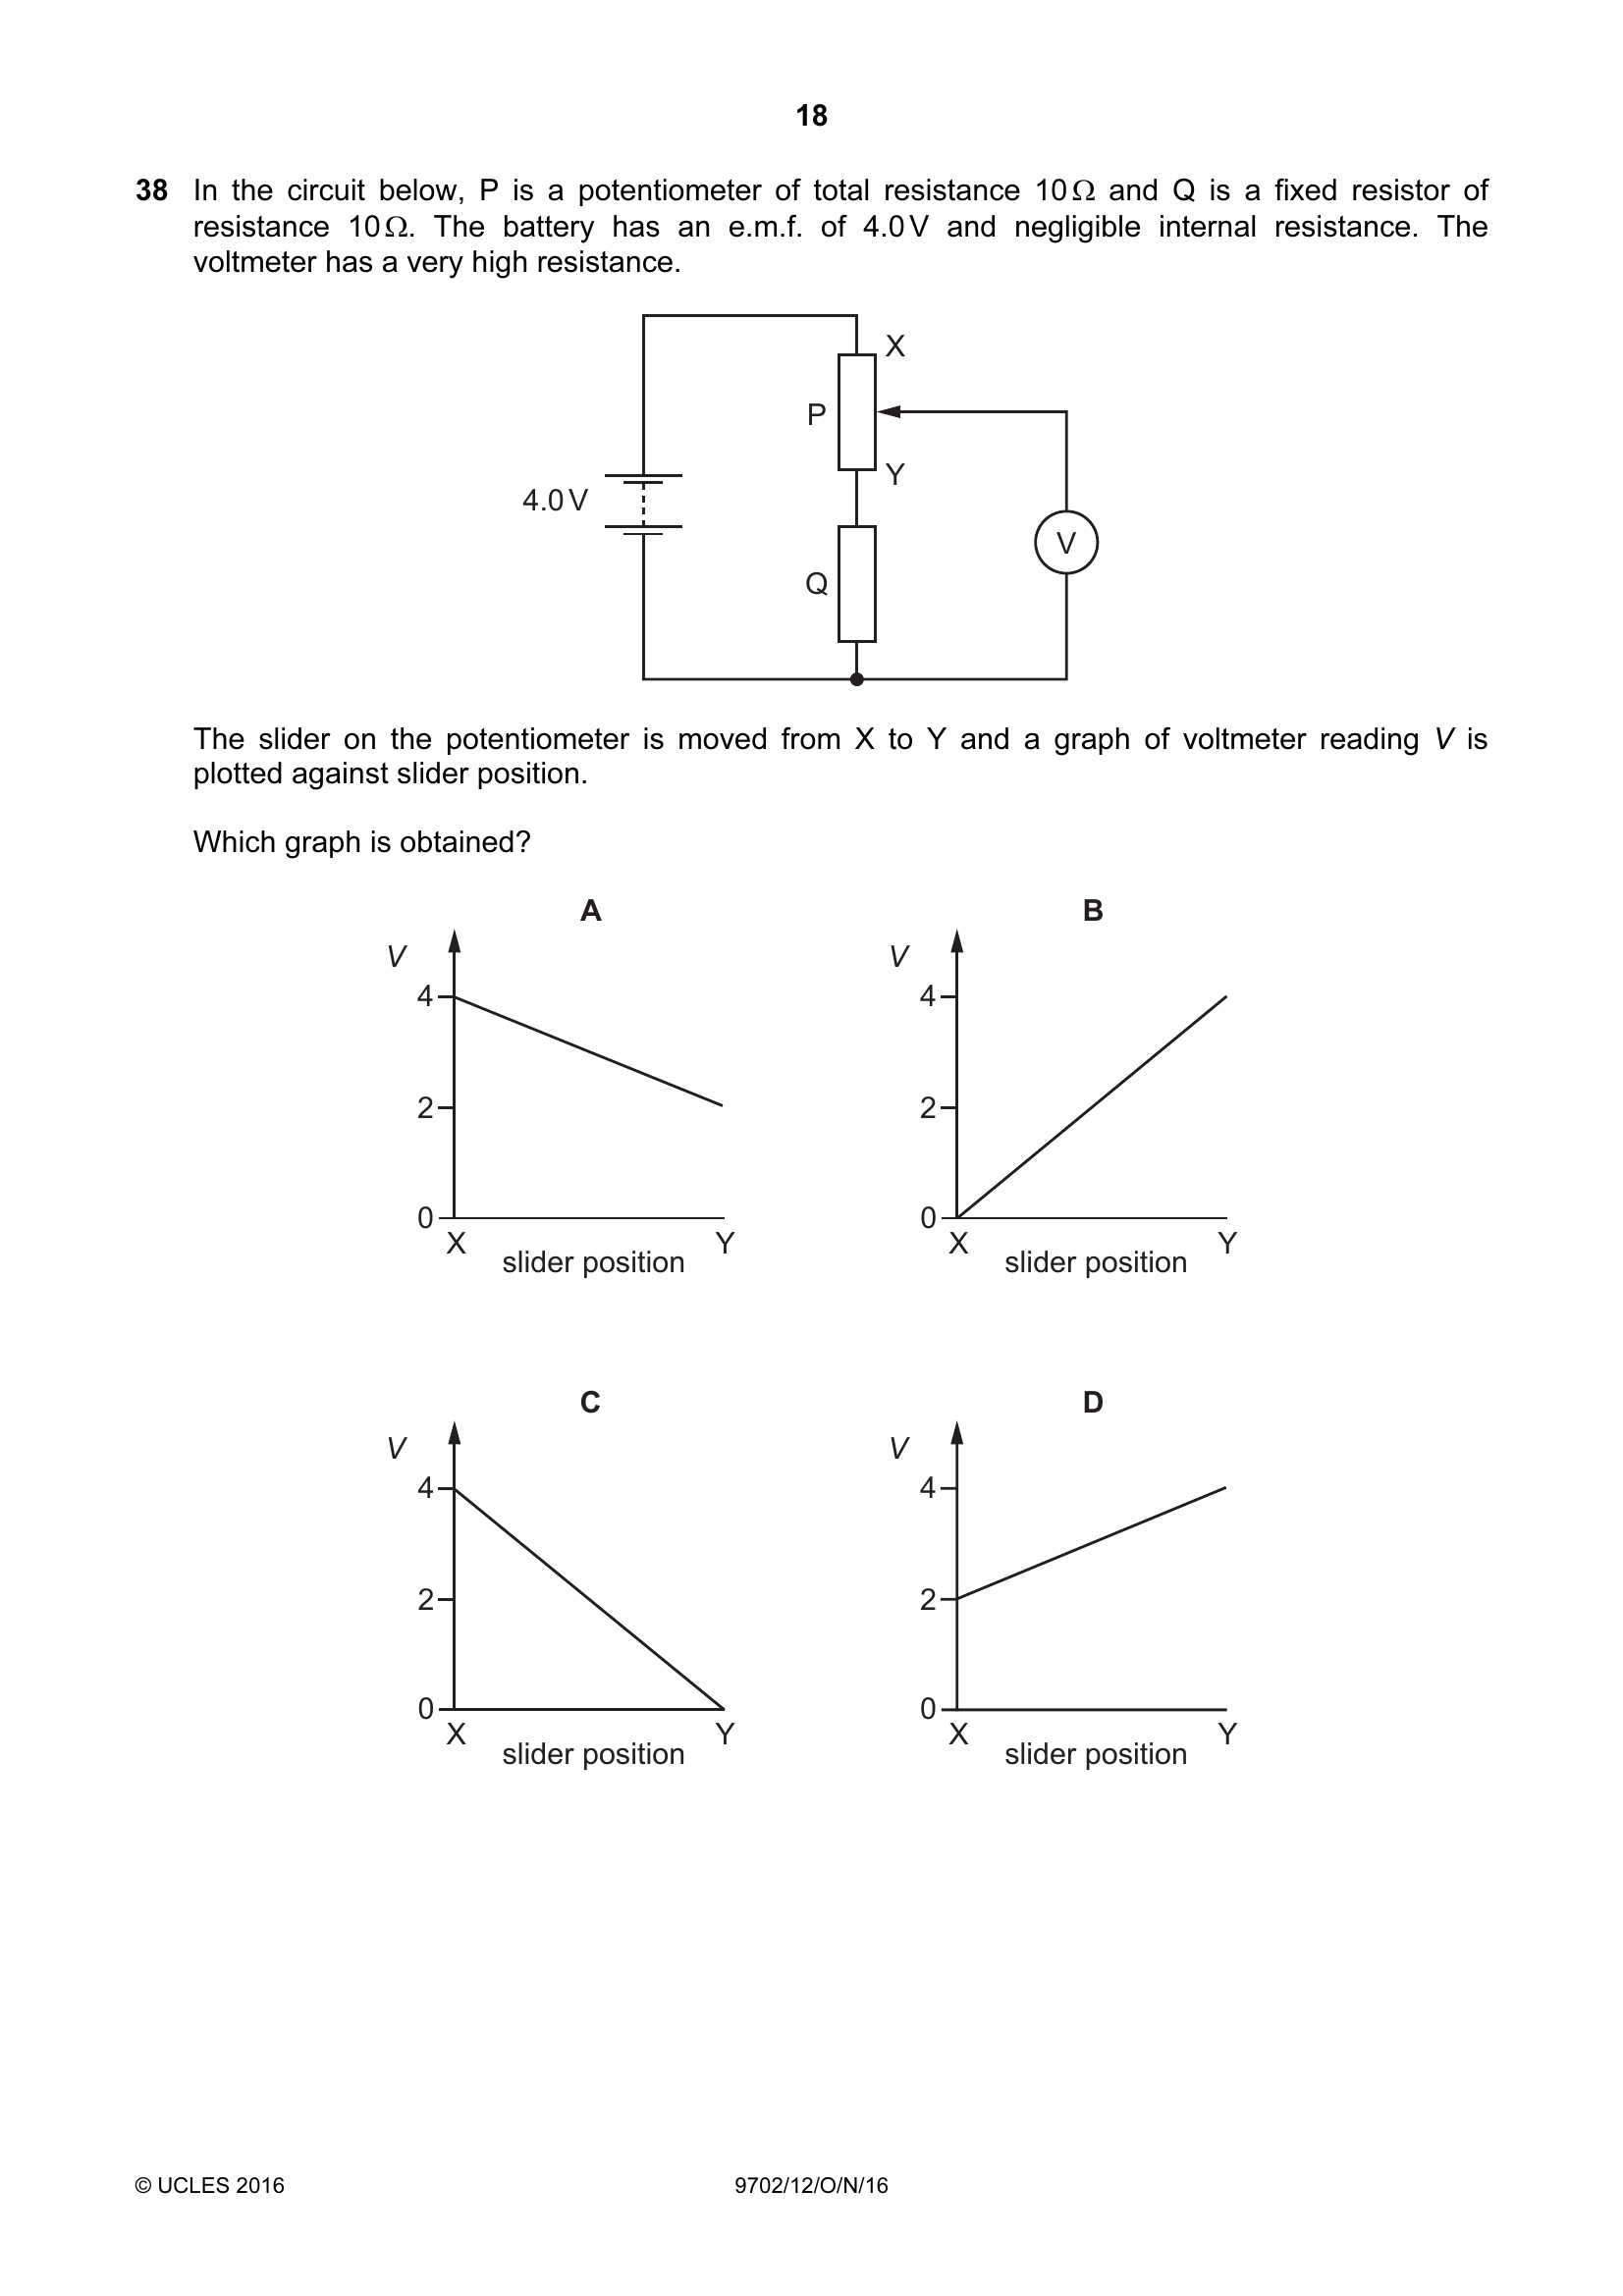 18
38 In the circuit below, P is a potentiometer of total resistance 10 Ω and Q is a fixed resistor of
resistance 10 Ω. The battery has an e.m.f. of 4.0 V and negligible internal resistance. The
voltmeter has a very high resistance.
X
P
Y
4.0 V
V
Q
The slider on the potentiometer is moved from X to Y and a graph of voltmeter reading V is
plotted against slider position.
Which graph is obtained?
A
V
4
2
0
X
Y
slider position
B
V
4
2
0
X
Y
slider position
C
V
4
2
0
X
Y
slider position
D
V
4
2
0
X
Y
slider position
© UCLES 2016
9702/12/O/N/16